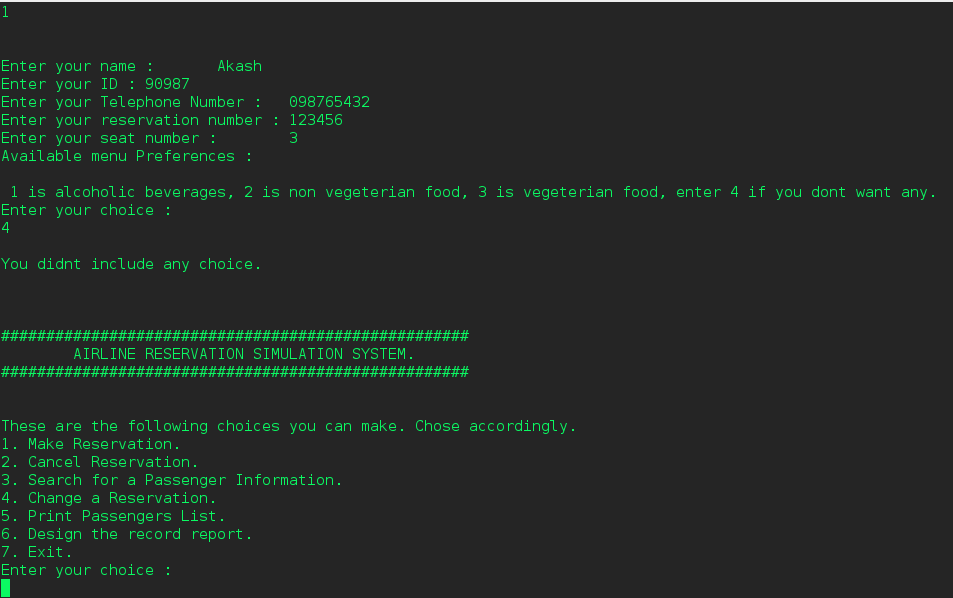 1
Enter your name :       Akash
Enter your ID : 90987
Enter your Telephone Number :   098765432
Enter your reservation number : 123456
Enter your seat number :        3
Available menu Preferences :
 1 is alcoholic beverages, 2 is non vegeterian food, 3 is vegeterian food, enter 4 if you dont want any.
Enter your choice :
4
You didnt include any choice.
####################################################
        AIRLINE RESERVATION SIMULATION SYSTEM.
####################################################
These are the following choices you can make. Chose accordingly.
1. Make Reservation.
2. Cancel Reservation.
3. Search for a Passenger Information.
4. Change a Reservation.
5. Print Passengers List.
6. Design the record report.
7. Exit.
Enter your choice :